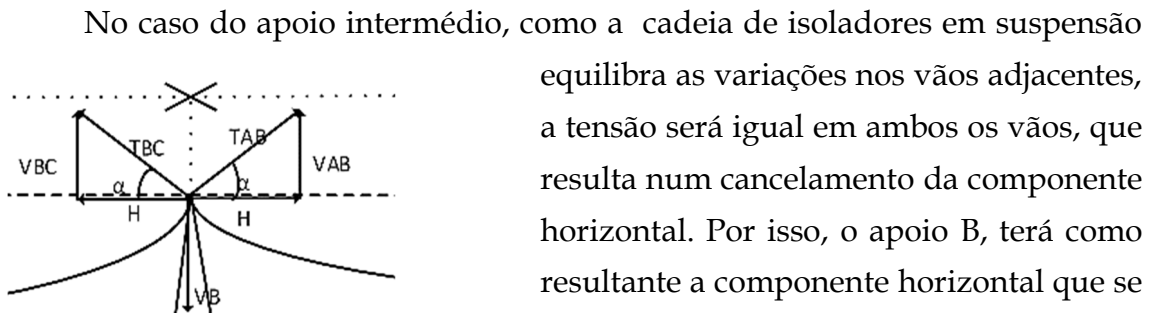 No caso do apoio intermédio, como a cadeia de isoladores em suspensão
equilibra as variações nos vãos adjacentes,
a tensão será igual em ambos os vãos, que
resulta num cancelamento da componente
horizontal. Por isso, o apoio B, terá como
resultante a componente horizontal que se
TBC
TAB
VBC
VAB
α
α
H
H
VB